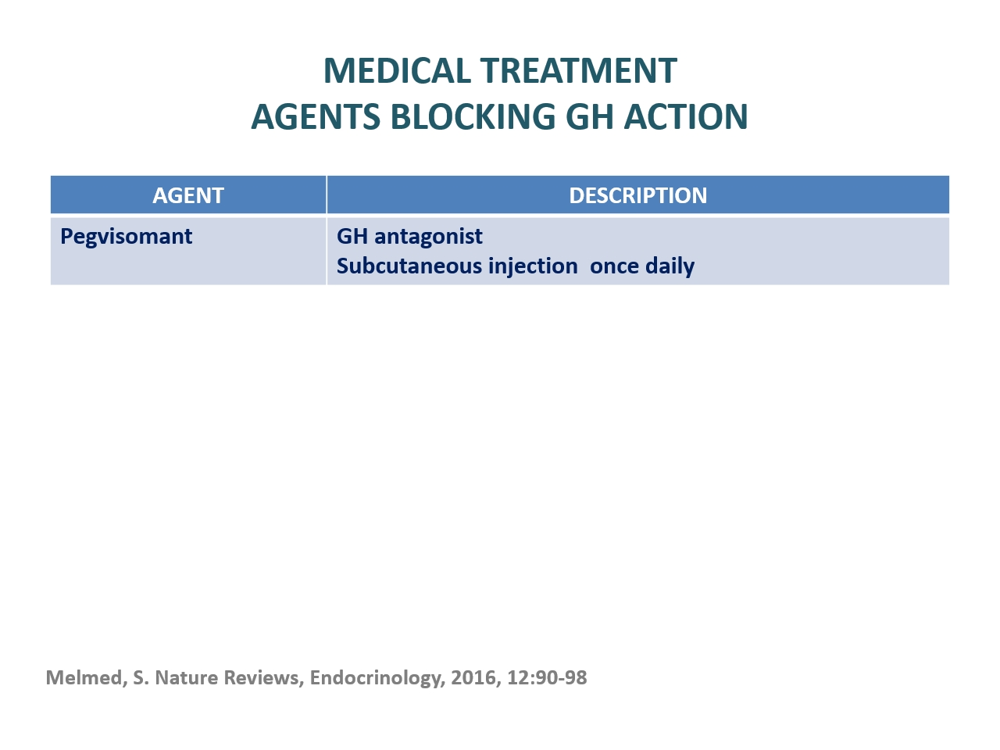 MEDICAL TREATMENT
AGENTS BLOCKING GH ACTION
AGENT DESCRIPTION
Pegvisomant GH antagonist
Subcutaneous injection  once daily
Melmed, S. Nature Reviews, Endocrinology, 2016, 12:90-98